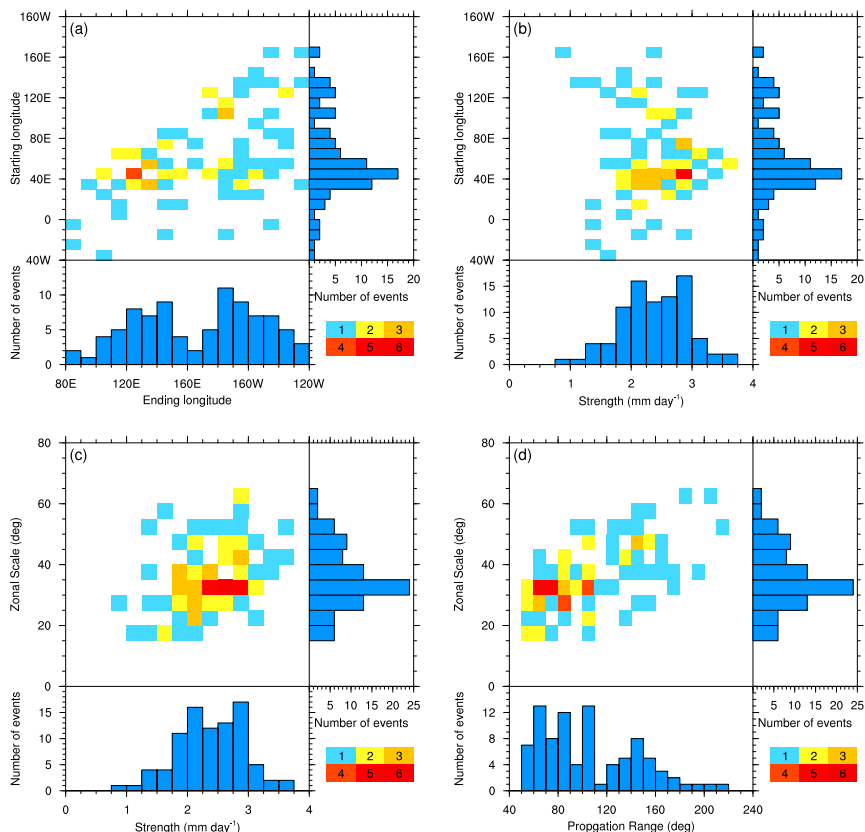 160W
(a)
160E
120E
80E
40E
0
40W
Starting longitude
5 10 15 20
Number of events
10
5
0
Number of events
80E 120E 160E 160W 120W
Ending longitude
1 2 3
4 5 6
160W
(b)
160E
120E
80E
40E
0
40W
Starting longitude
5 10 15 20
Number of events
15
10
5
0
Number of events
0 1 2 3 4
Strength (mm day-1)
1 2 3
4 5 6
80
(c)
60
40
20
0
Zonal Scale (deg)
5 10 15 20 25
Number of events
15
10
5
0
Number of events
0 1 2 3 4
Strength (mm day-1)
1 2 3
4 5 6
80
(d)
60
40
20
0
Zonal Scale (deg)
5 10 15 20 25
Number of events
12
8
4
0
Number of events
40 80 120 160 200 240
Propgation Range (deg)
1 2 3
4 5 6